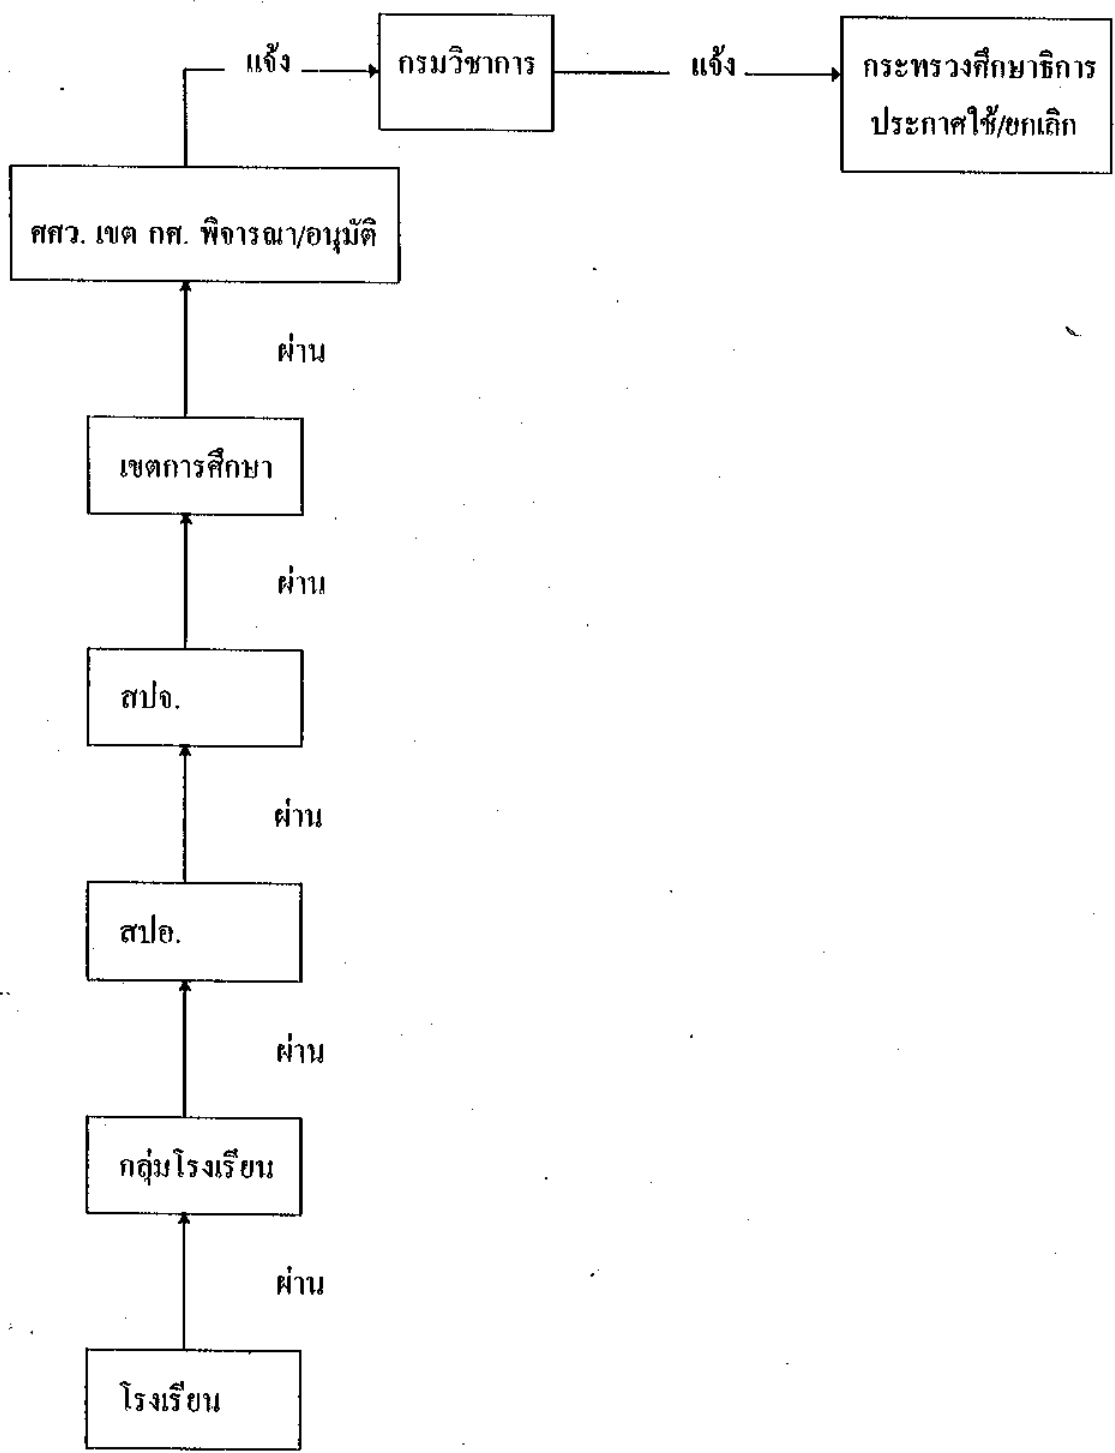 แจ้ง
กรมวิชาการ
แจ้ง
กระทรวงศึกษาธิการ
ประกาศใช้/ยกเลิก
ศศว. เขต กศ. พิจารณา/อนุมัติ
ผ่าน
เขตการศึกษา
ผ่าน
สปจ.
ผ่าน
สปอ.
ผ่าน
กลุ่มโรงเรียน
ผ่าน
โรงเรียน